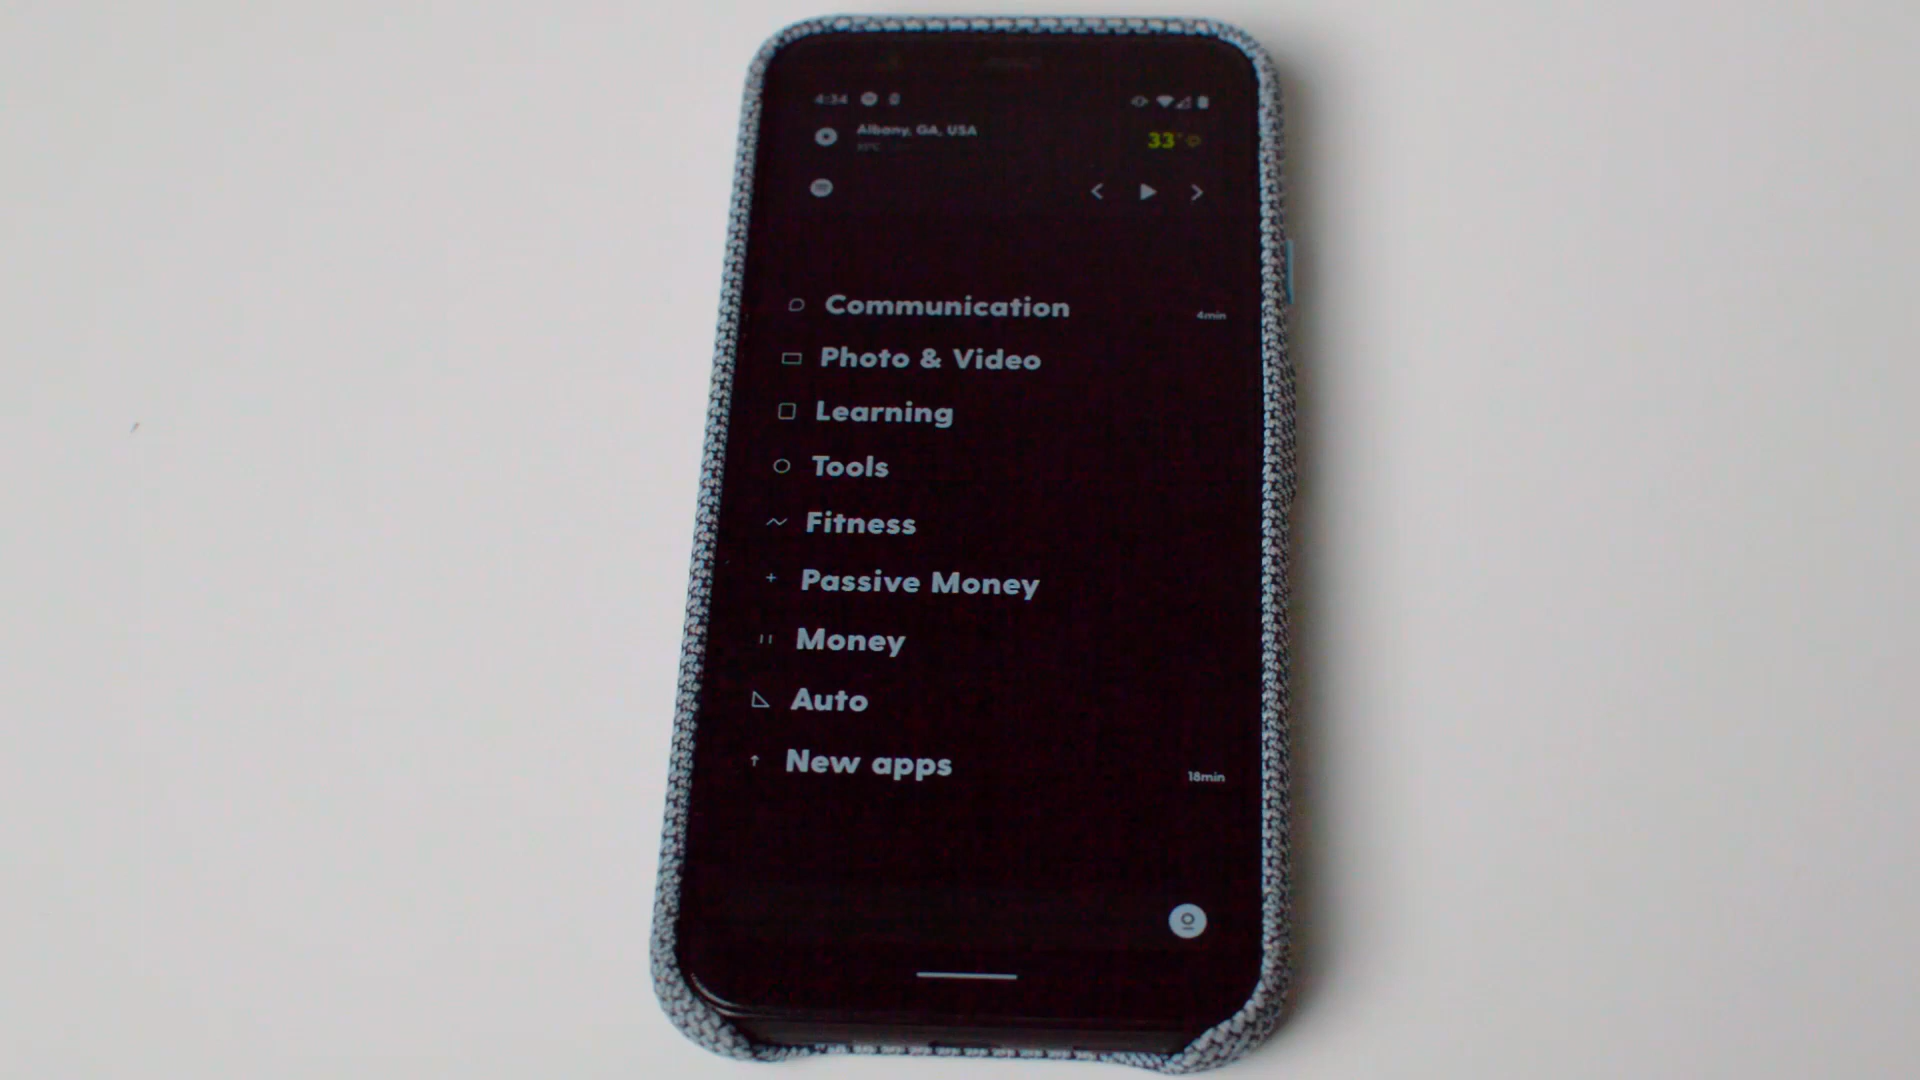 4:34
Albany, GA, USA
33°
Communication
4min
Photo & Video
Learning
Tools
Fitness
Passive Money
Money
Auto
New apps
18min